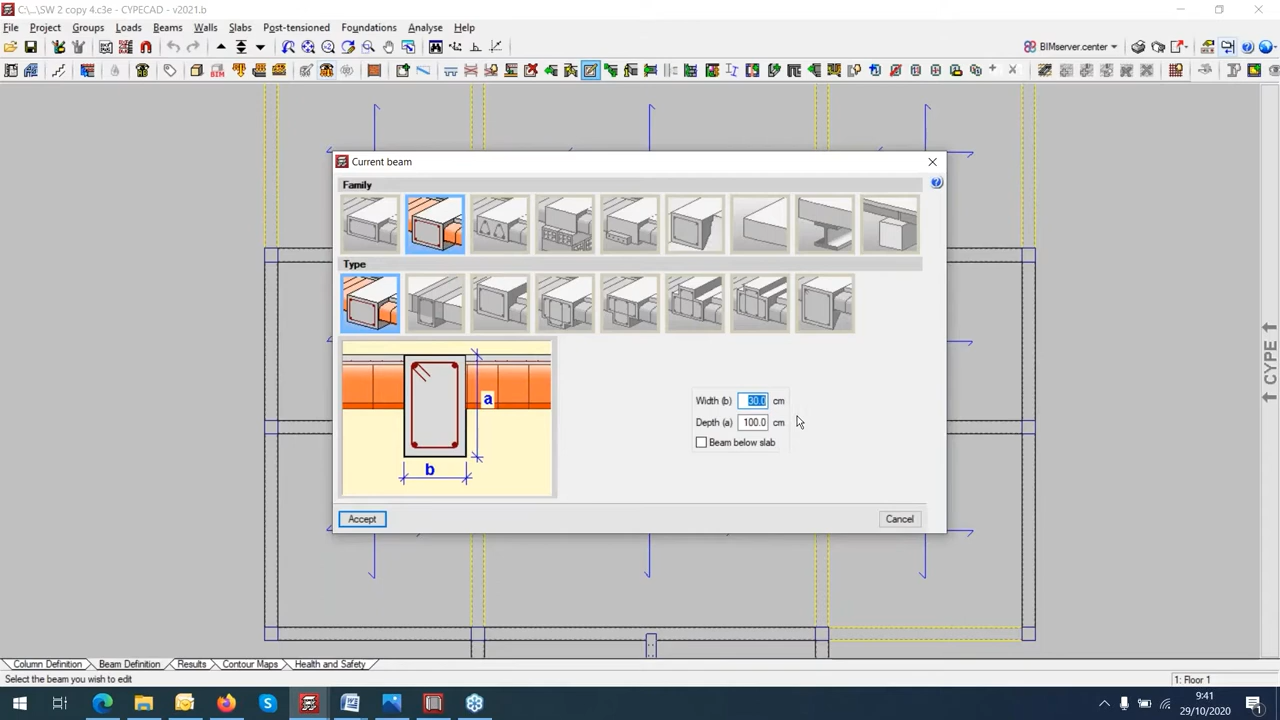 C:\...\SW 2 copy 4.c3e - CYPECAD - v2021.b
File Project Groups Loads Beams Walls Slabs Post-tensioned Foundations Analyse Help
BIMserver.center
BIM
Current beam
Family
Type
a
b
Width (b) 30.0 cm
Depth (a) 100.0 cm
Beam below slab
Accept Cancel
CYPE
Column Definition Beam Definition Results Contour Maps Health and Safety
Select the beam you wish to edit 1: Floor 1
9:41
29/10/2020
1